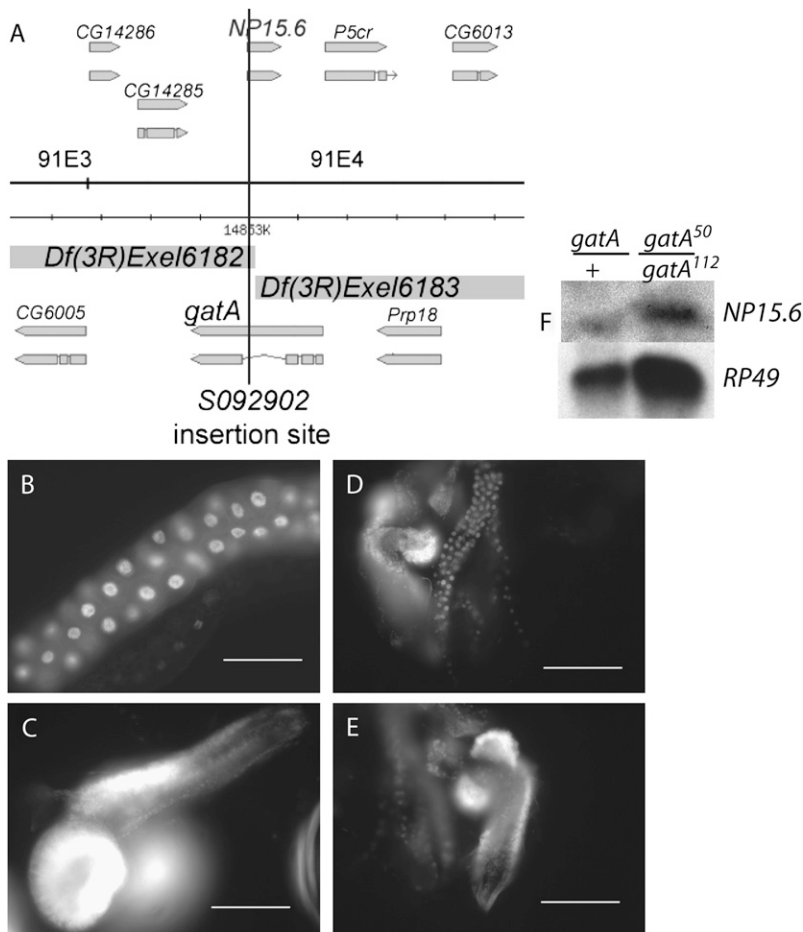 A
CG14286
NP15.6
P5cr
CG6013
CG14285
91E3
91E4
14863K
Df(3R)Exel6182
Df(3R)Exel6183
CG6005
gatA
Prp18
S092902
insertion site
gatA
+
gatA50
gatA112
F
NP15.6
RP49
B
D
C
E